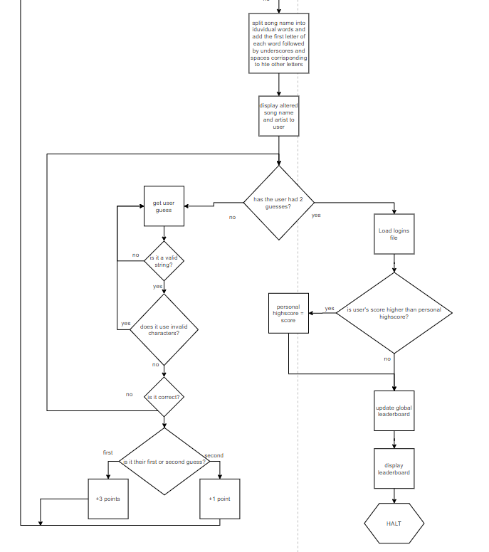 split song name into
iduvidual words and
add the first letter of
each word followed
by underscores and
spaces corrisponding
to hte other letters
display altered
song name
and artist to
user
has the user had 2
guesses?
no
yes
get user
guess
Load logins
file
is it a valid
string?
no
yes
personal
highscore =
score
yes
is user's score higher than personal
highscore?
no
does it use invalid
characters?
yes
no
is it correct?
no
update global
leaderboard
is it their first or second guess?
first
second
display
leaderboard
+3 points
+1 point
HALT